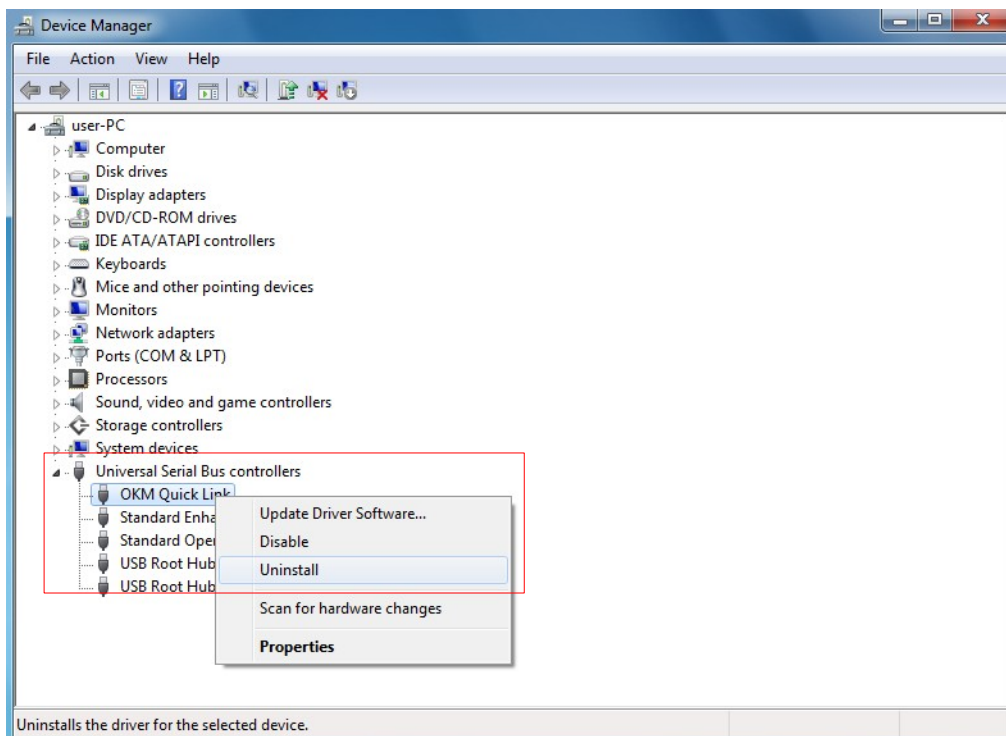 Device Manager
File Action View Help
user-PC
Computer
Disk drives
Display adapters
DVD/CD-ROM drives
IDE ATA/ATAPI controllers
Keyboards
Mice and other pointing devices
Monitors
Network adapters
Ports (COM & LPT)
Processors
Sound, video and game controllers
Storage controllers
System devices
Universal Serial Bus controllers
OKM Quick Link
Standard Enha
Standard Oper
USB Root Hub
USB Root Hub
Update Driver Software...
Disable
Uninstall
Scan for hardware changes
Properties
Uninstalls the driver for the selected device.